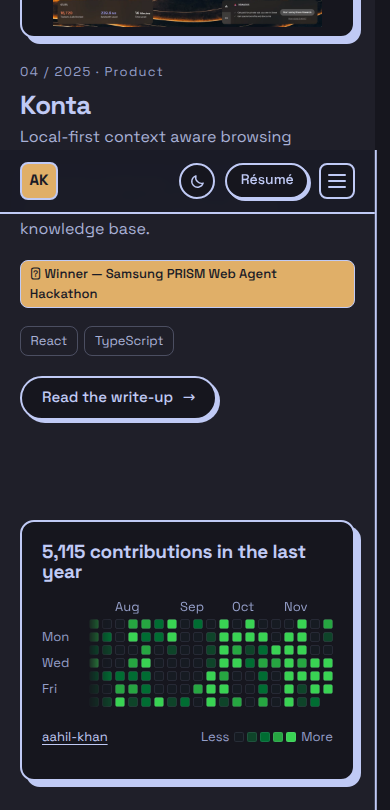 04 / 2025 · Product
Konta
Local-first context aware browsing
AK
Résumé
knowledge base.
Winner — Samsung PRISM Web Agent
Hackathon
React
TypeScript
Read the write-up →
5,115 contributions in the last
year
Aug Sep Oct Nov
Mon
Wed
Fri
aahil-khan
Less More